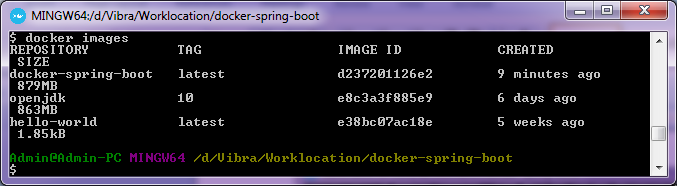 MINGW64:/d/Vibra/Worklocation/docker-spring-boot
$ docker images
REPOSITORY TAG IMAGE ID CREATED
SIZE
docker-spring-boot latest d237201126e2 9 minutes ago
879MB
openjdk 10 e8c3a3f885e9 6 days ago
863MB
hello-world latest e38bc07ac18e 5 weeks ago
1.85kB
Admin@Admin-PC MINGW64 /d/Vibra/Worklocation/docker-spring-boot
$